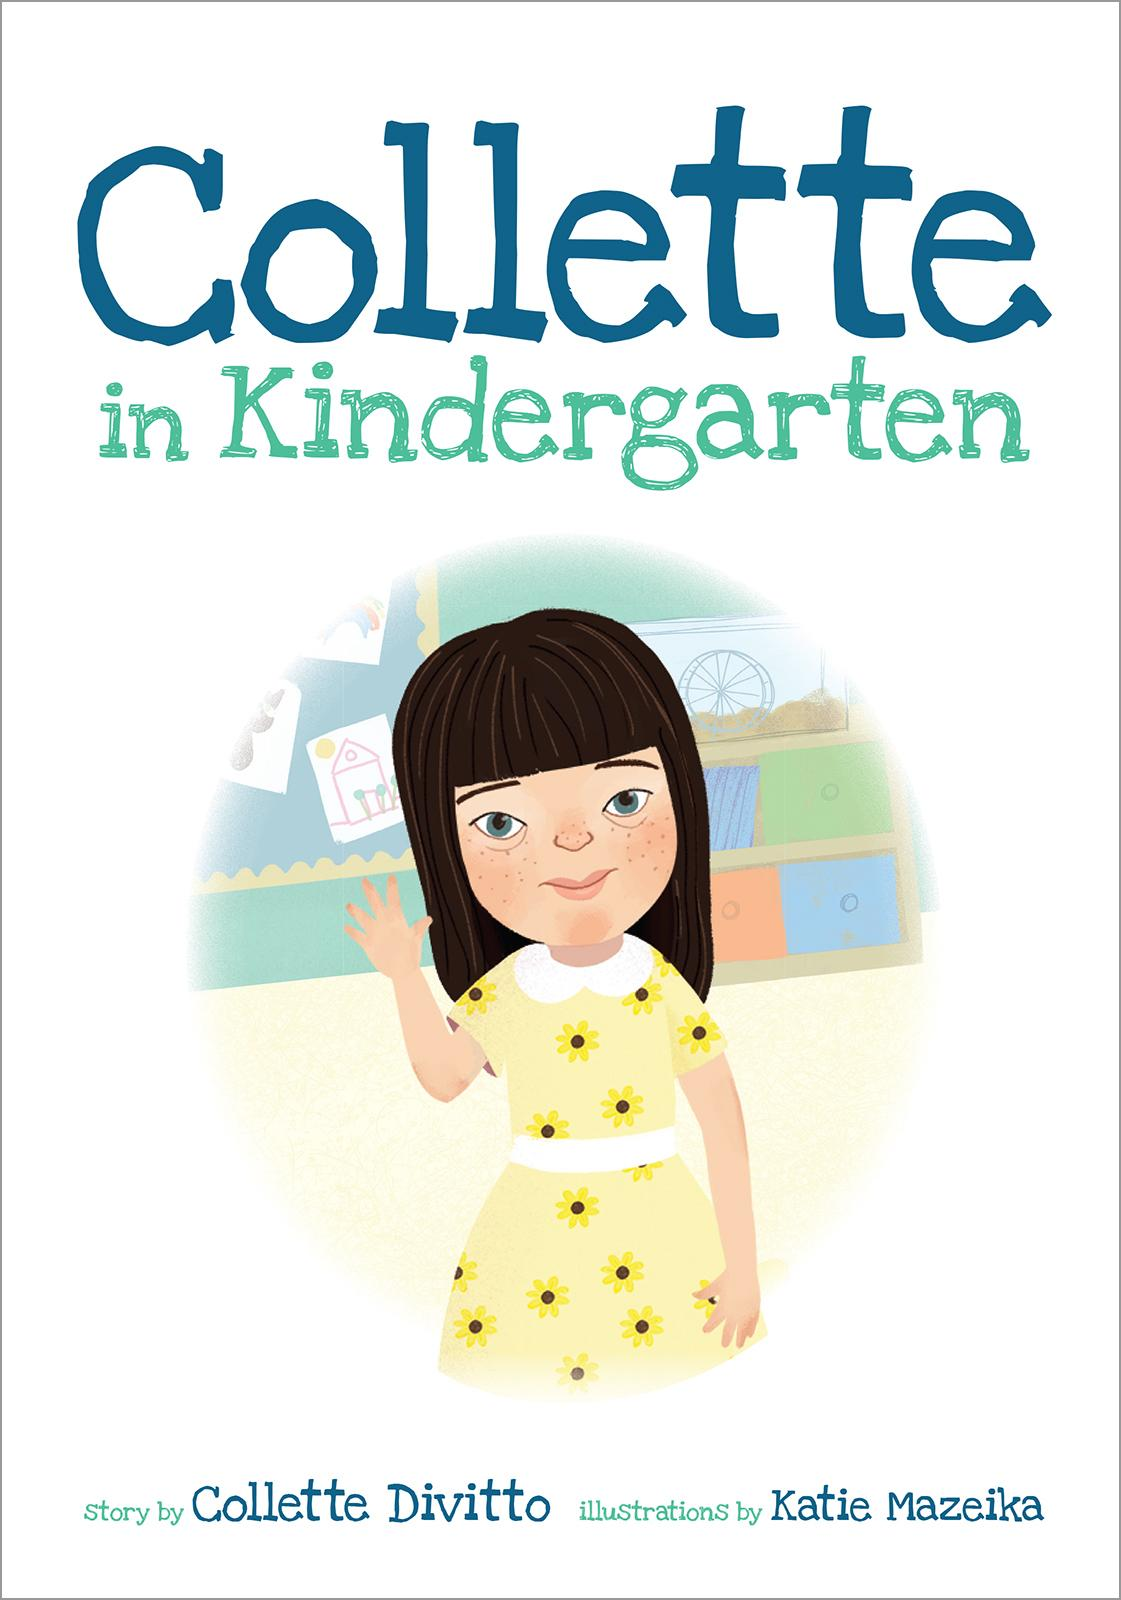 Collette
in Kindergarten
story by Collette Divitto illustrations by Katie Mazeika